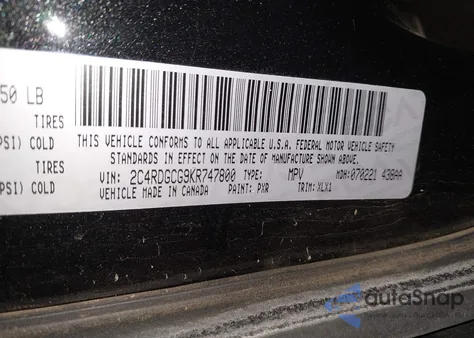 50 LB
TIRES
THIS VEHICLE CONFORMS TO ALL APPLICABLE U.S.A. FEDERAL MOTOR VEHICLE SAFETY
PSI) COLD
STANDARDS IN EFFECT ON THE DATE OF MANUFACTURE SHOWN ABOVE.
TIRES
VIN: 2C4RDGCG9KR747800 TYPE: MPV MDH: 070221 438AA
PSI) COLD
VEHICLE MADE IN CANADA PAINT: PXR TRIM: XLX1
autoSnap